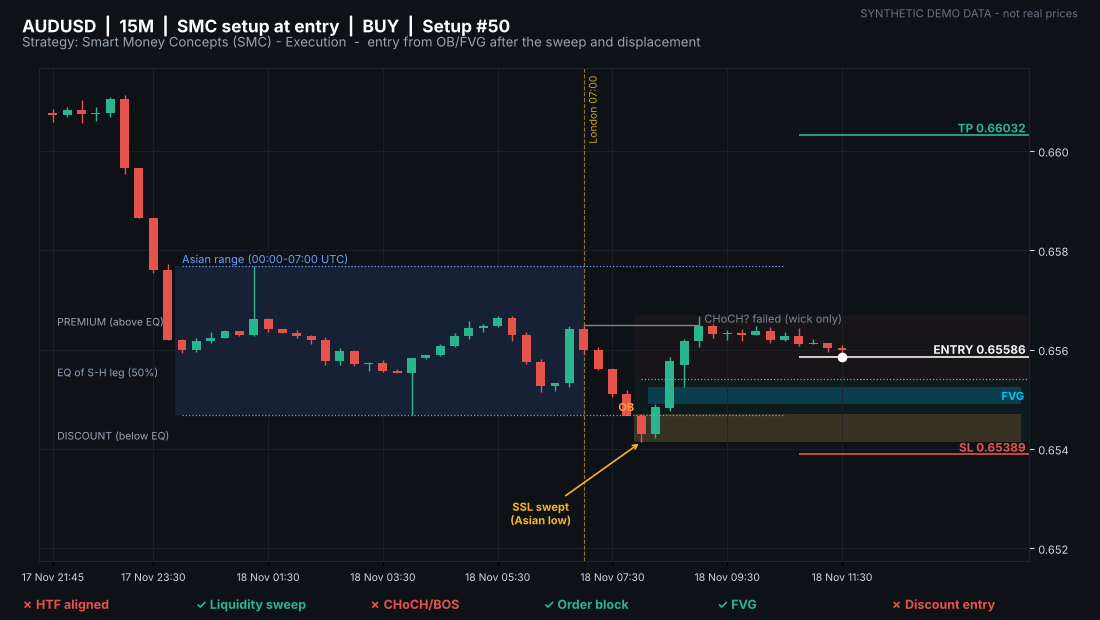 SYNTHETIC DEMO DATA - not real prices
AUDUSD | 15M | SMC setup at entry | BUY | Setup #50
Strategy: Smart Money Concepts (SMC) - Execution - entry from OB/FVG after the sweep and displacement
London 07:00
TP 0.66032
0.660
0.658
Asian range (00:00-07:00 UTC)
PREMIUM (above EQ)
CHoCH? failed (wick only)
ENTRY 0.65586
0.656
EQ of S-H leg (50%)
FVG
OB
DISCOUNT (below EQ)
SL 0.65389
0.654
SSL swept
(Asian low)
0.652
17 Nov 21:45
17 Nov 23:30
18 Nov 01:30
18 Nov 03:30
18 Nov 05:30
18 Nov 07:30
18 Nov 09:30
18 Nov 11:30
× HTF aligned
✓ Liquidity sweep
× CHoCH/BOS
✓ Order block
✓ FVG
× Discount entry